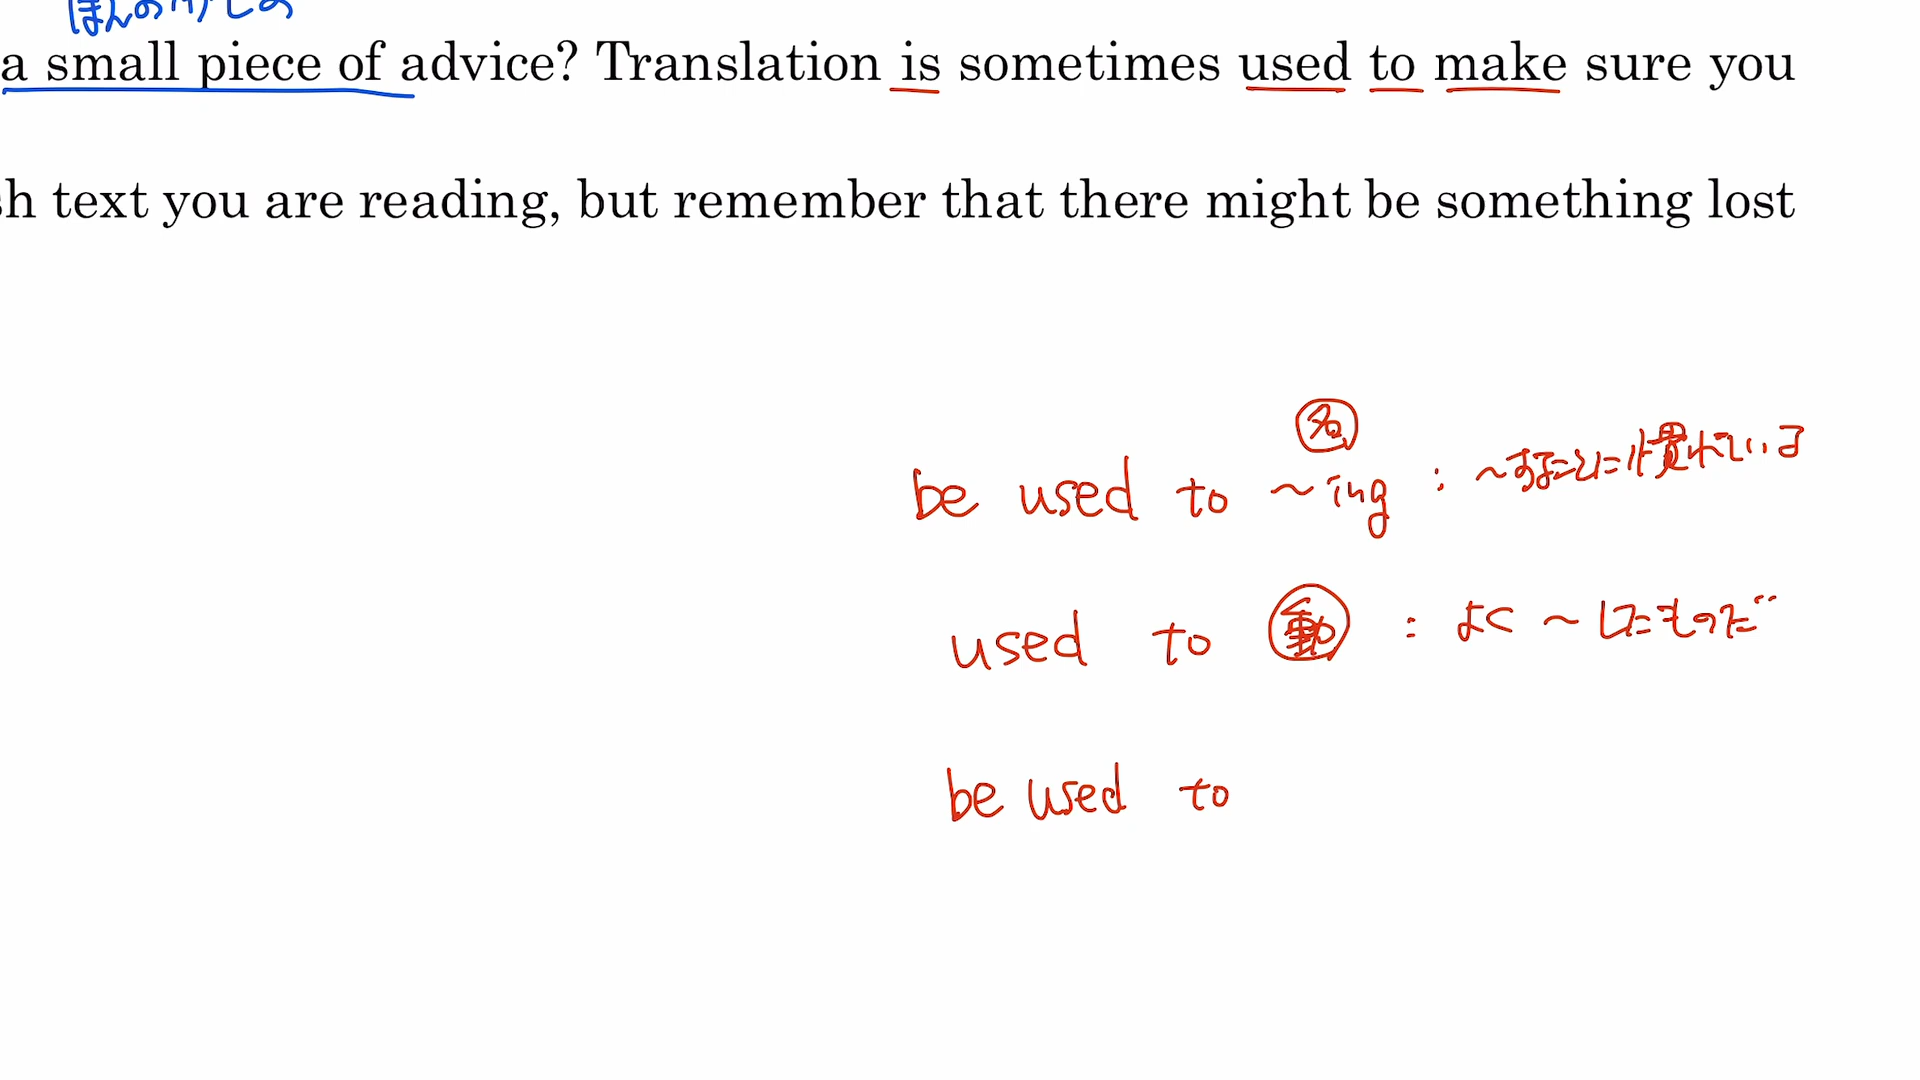 ほんの少しの
a small piece of advice? Translation is sometimes used to make sure you
h text you are reading, but remember that there might be something lost
名
be used to ～ing : ～することに慣れている
used to 動 : よく～したものだ
be used to